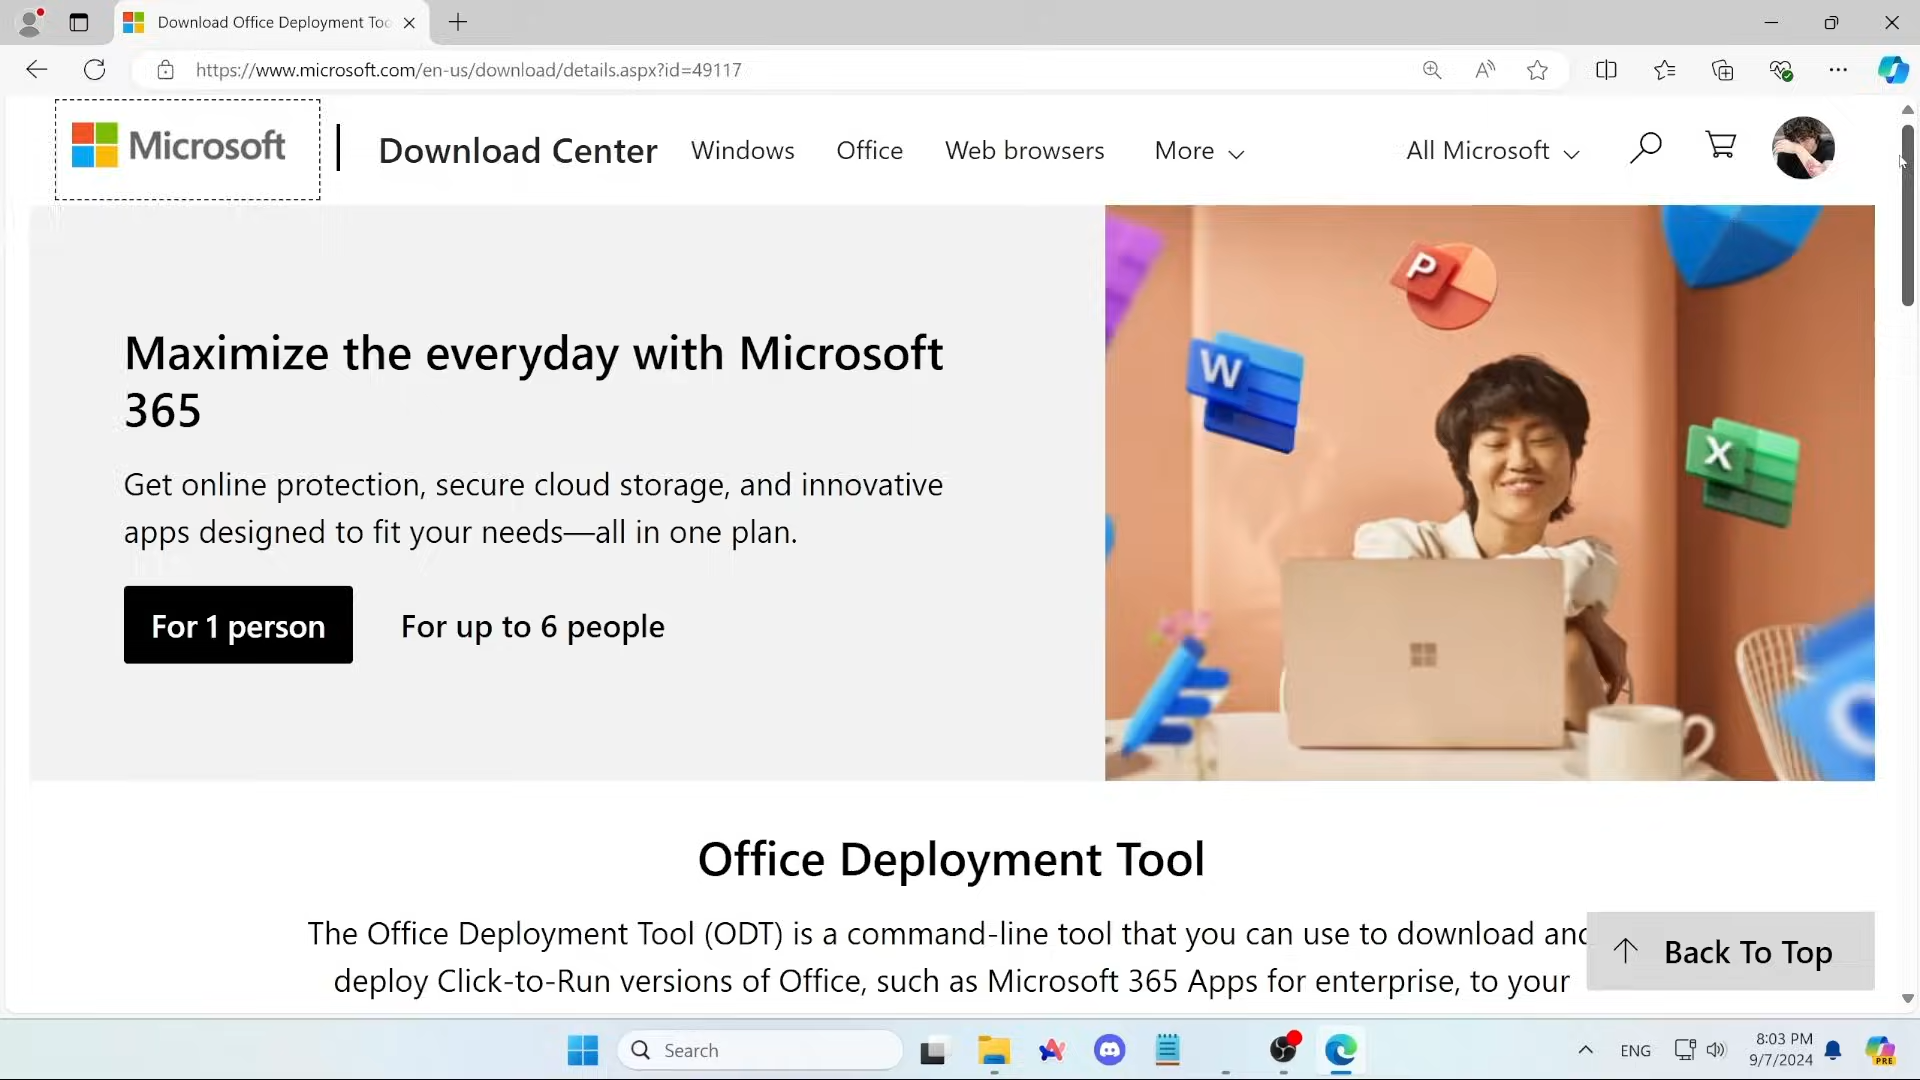 Download Office Deployment Too
https://www.microsoft.com/en-us/download/details.aspx?id=49117
Microsoft
Download Center
Windows
Office
Web browsers
More
All Microsoft
Maximize the everyday with Microsoft
365
Get online protection, secure cloud storage, and innovative
apps designed to fit your needs—all in one plan.
For 1 person
For up to 6 people
P
W
X
Office Deployment Tool
The Office Deployment Tool (ODT) is a command-line tool that you can use to download and
deploy Click-to-Run versions of Office, such as Microsoft 365 Apps for enterprise, to your
Back To Top
Search
ENG
8:03 PM
9/7/2024
PRE